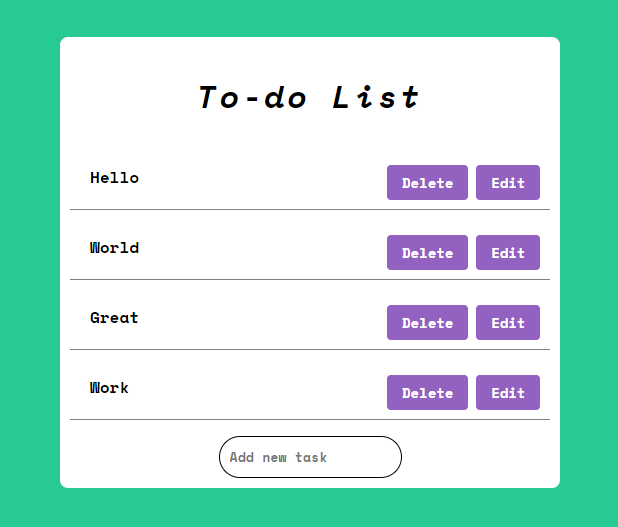 To-do List
Hello Delete Edit
World Delete Edit
Great Delete Edit
Work Delete Edit
Add new task